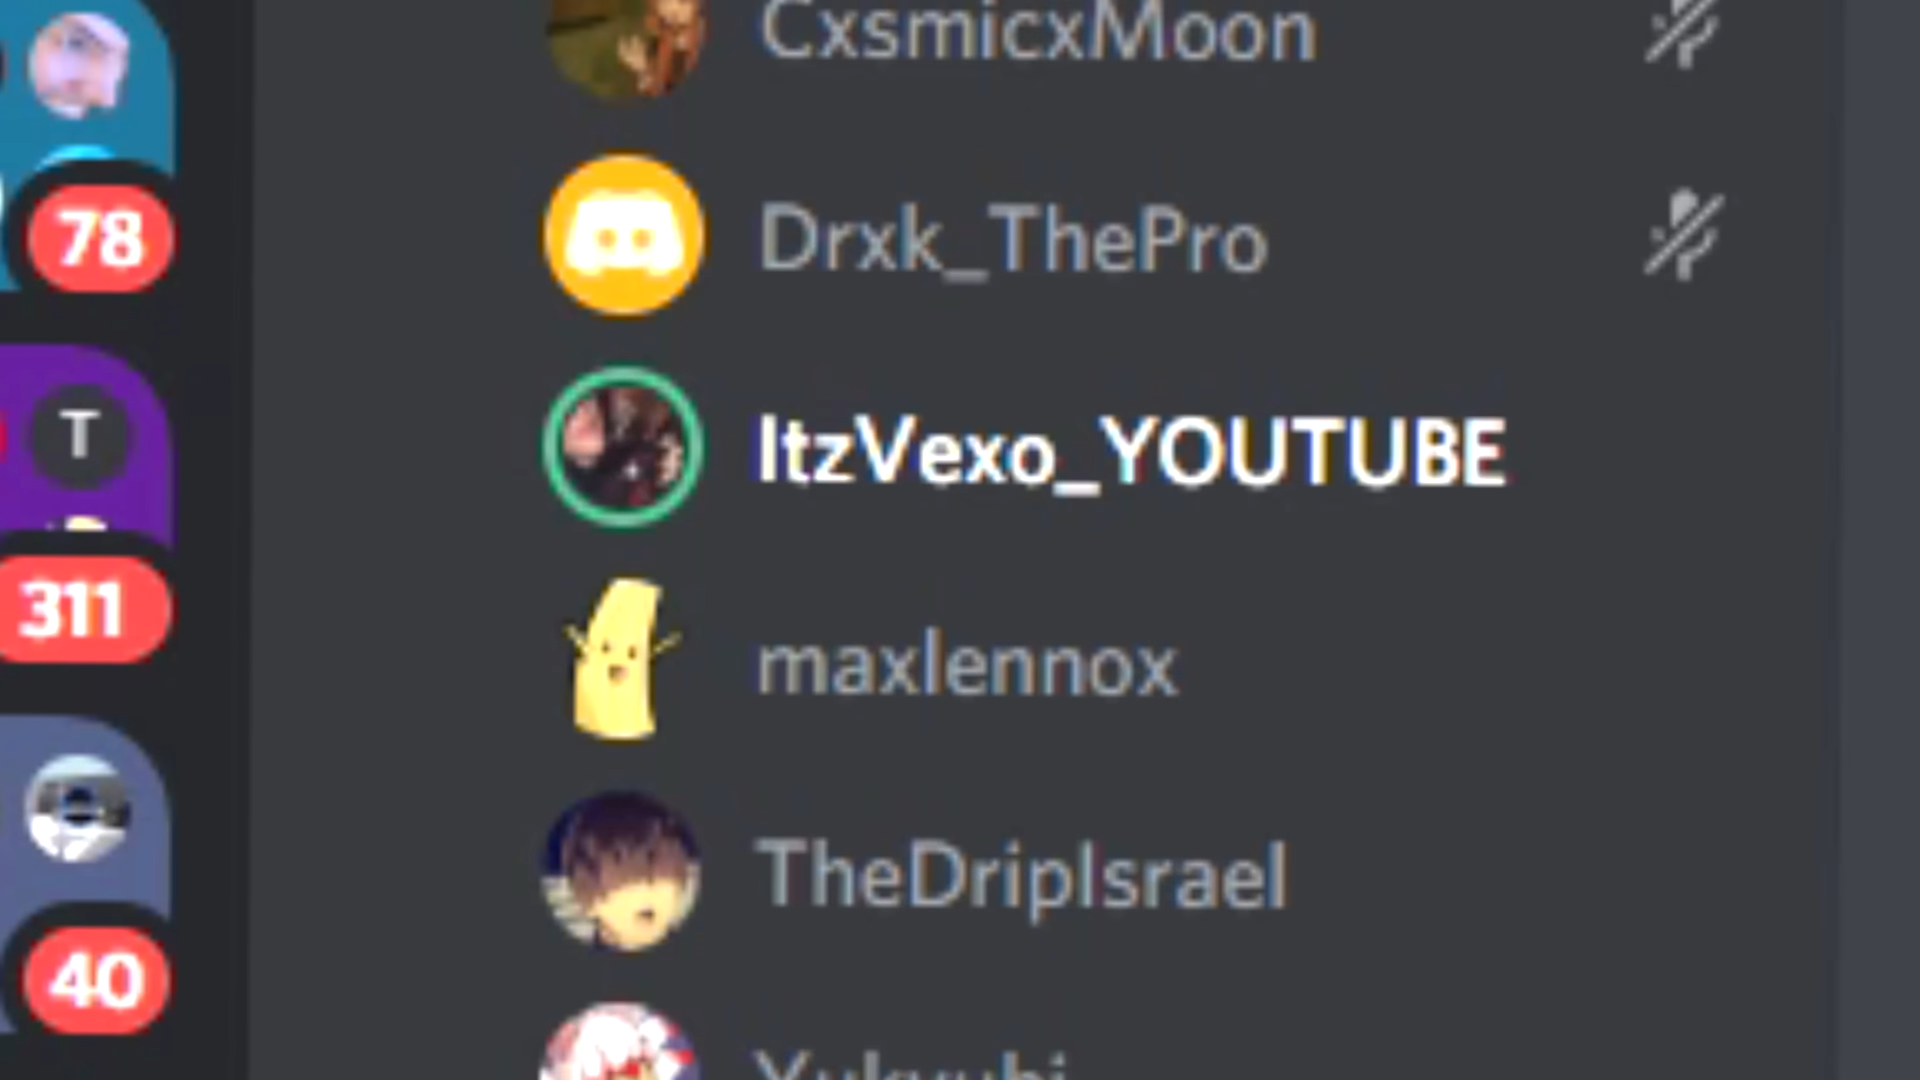 CxsmicxMoon
78
Drxk_ThePro
T
ItzVexo_YOUTUBE
311
maxlennox
TheDripIsrael
40